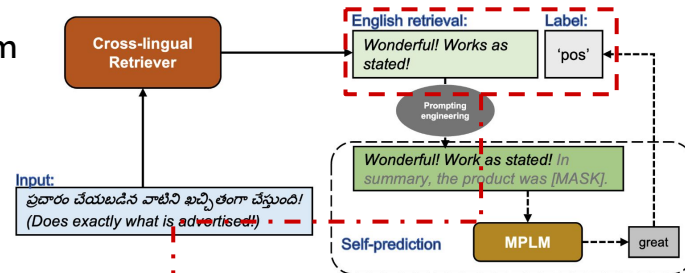 m
English retrieval:
Label:
Cross-lingual
Retriever
Wonderful! Works as
stated!
'pos'
Prompting
engineering
Input:
ప్రచారం చేయబడిన వాటిని ఖచ్చితంగా చేస్తుంది!
(Does exactly what is advertised!)
Wonderful! Work as stated! In
summary, the product was [MASK].
Self-prediction
MPLM
great